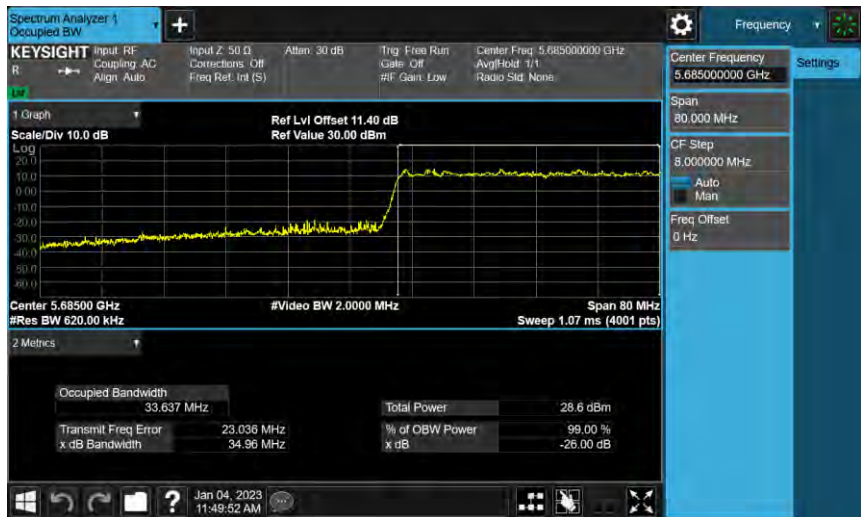 Spectrum Analyzer 1
Occupied BW
Frequency
KEYSIGHT
R
Input: RF
Coupling: AC
Align: Auto
Input Z: 50 Ω
Corrections: Off
Freq Ref: Int (S)
Atten: 30 dB
Trig: Free Run
Gate: Off
#IF Gain: Low
Center Freq: 5.685000000 GHz
Avg|Hold: 1/1
Radio Std: None
1 Graph
Scale/Div 10.0 dB
Ref Lvl Offset 11.40 dB
Ref Value 30.00 dBm
Log
20.0
10.0
0.00
-10.0
-20.0
-30.0
-40.0
-50.0
-60.0
Center 5.68500 GHz
#Res BW 620.00 kHz
#Video BW 2.0000 MHz
Span 80 MHz
Sweep 1.07 ms (4001 pts)
2 Metrics
Occupied Bandwidth
33.637 MHz
Transmit Freq Error 23.036 MHz
x dB Bandwidth 34.96 MHz
Total Power 28.6 dBm
% of OBW Power 99.00 %
x dB -26.00 dB
Center Frequency
5.685000000 GHz
Span
80.000 MHz
CF Step
8.000000 MHz
Auto
Man
Freq Offset
0 Hz
Settings
Jan 04, 2023
11:49:52 AM